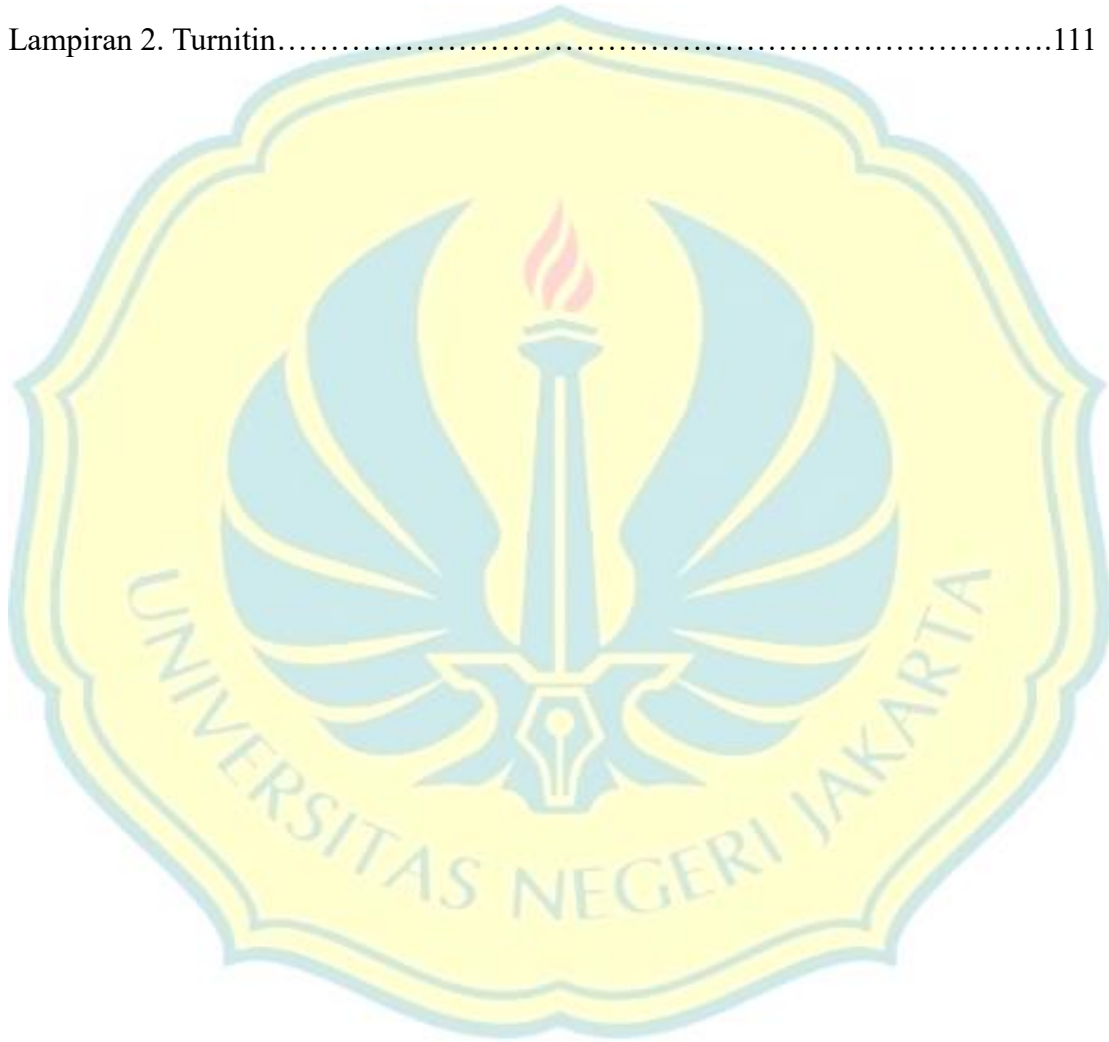 Lampiran 2. Turnitin……………………………………………………………….111
UNIVERSITAS NEGERI JAKARTA